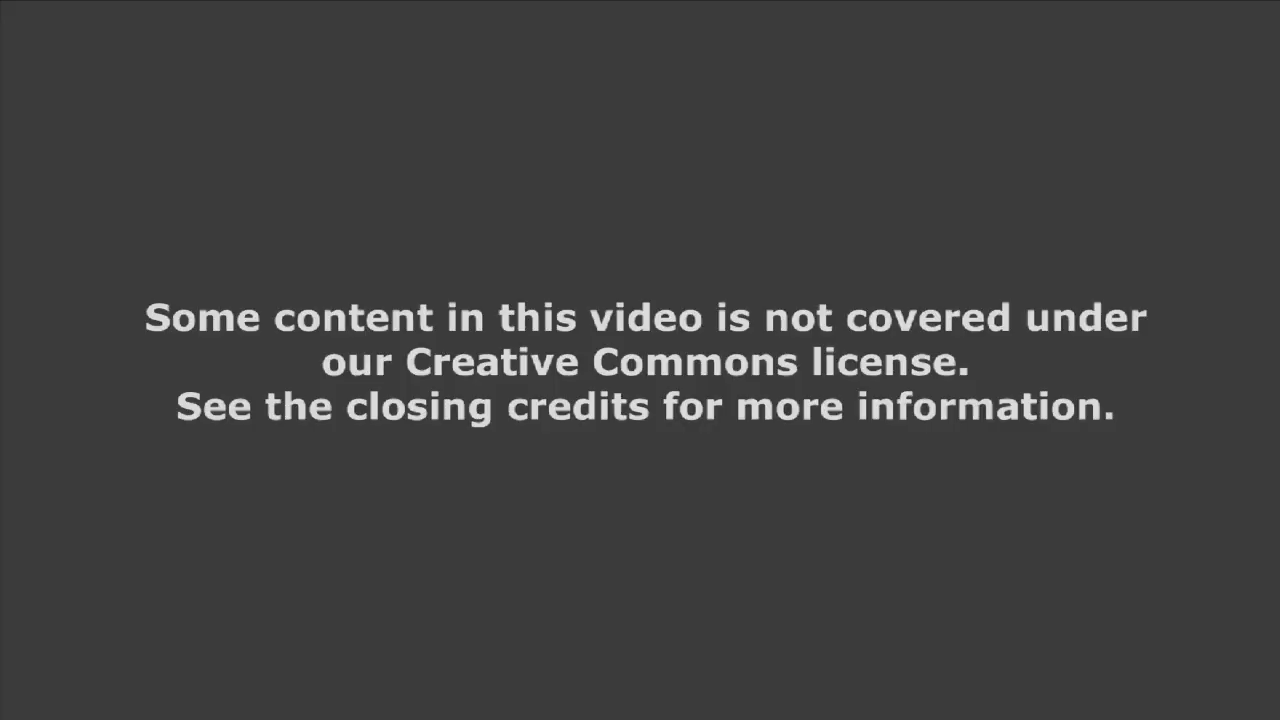 Some content in this video is not covered under
our Creative Commons license.
See the closing credits for more information.